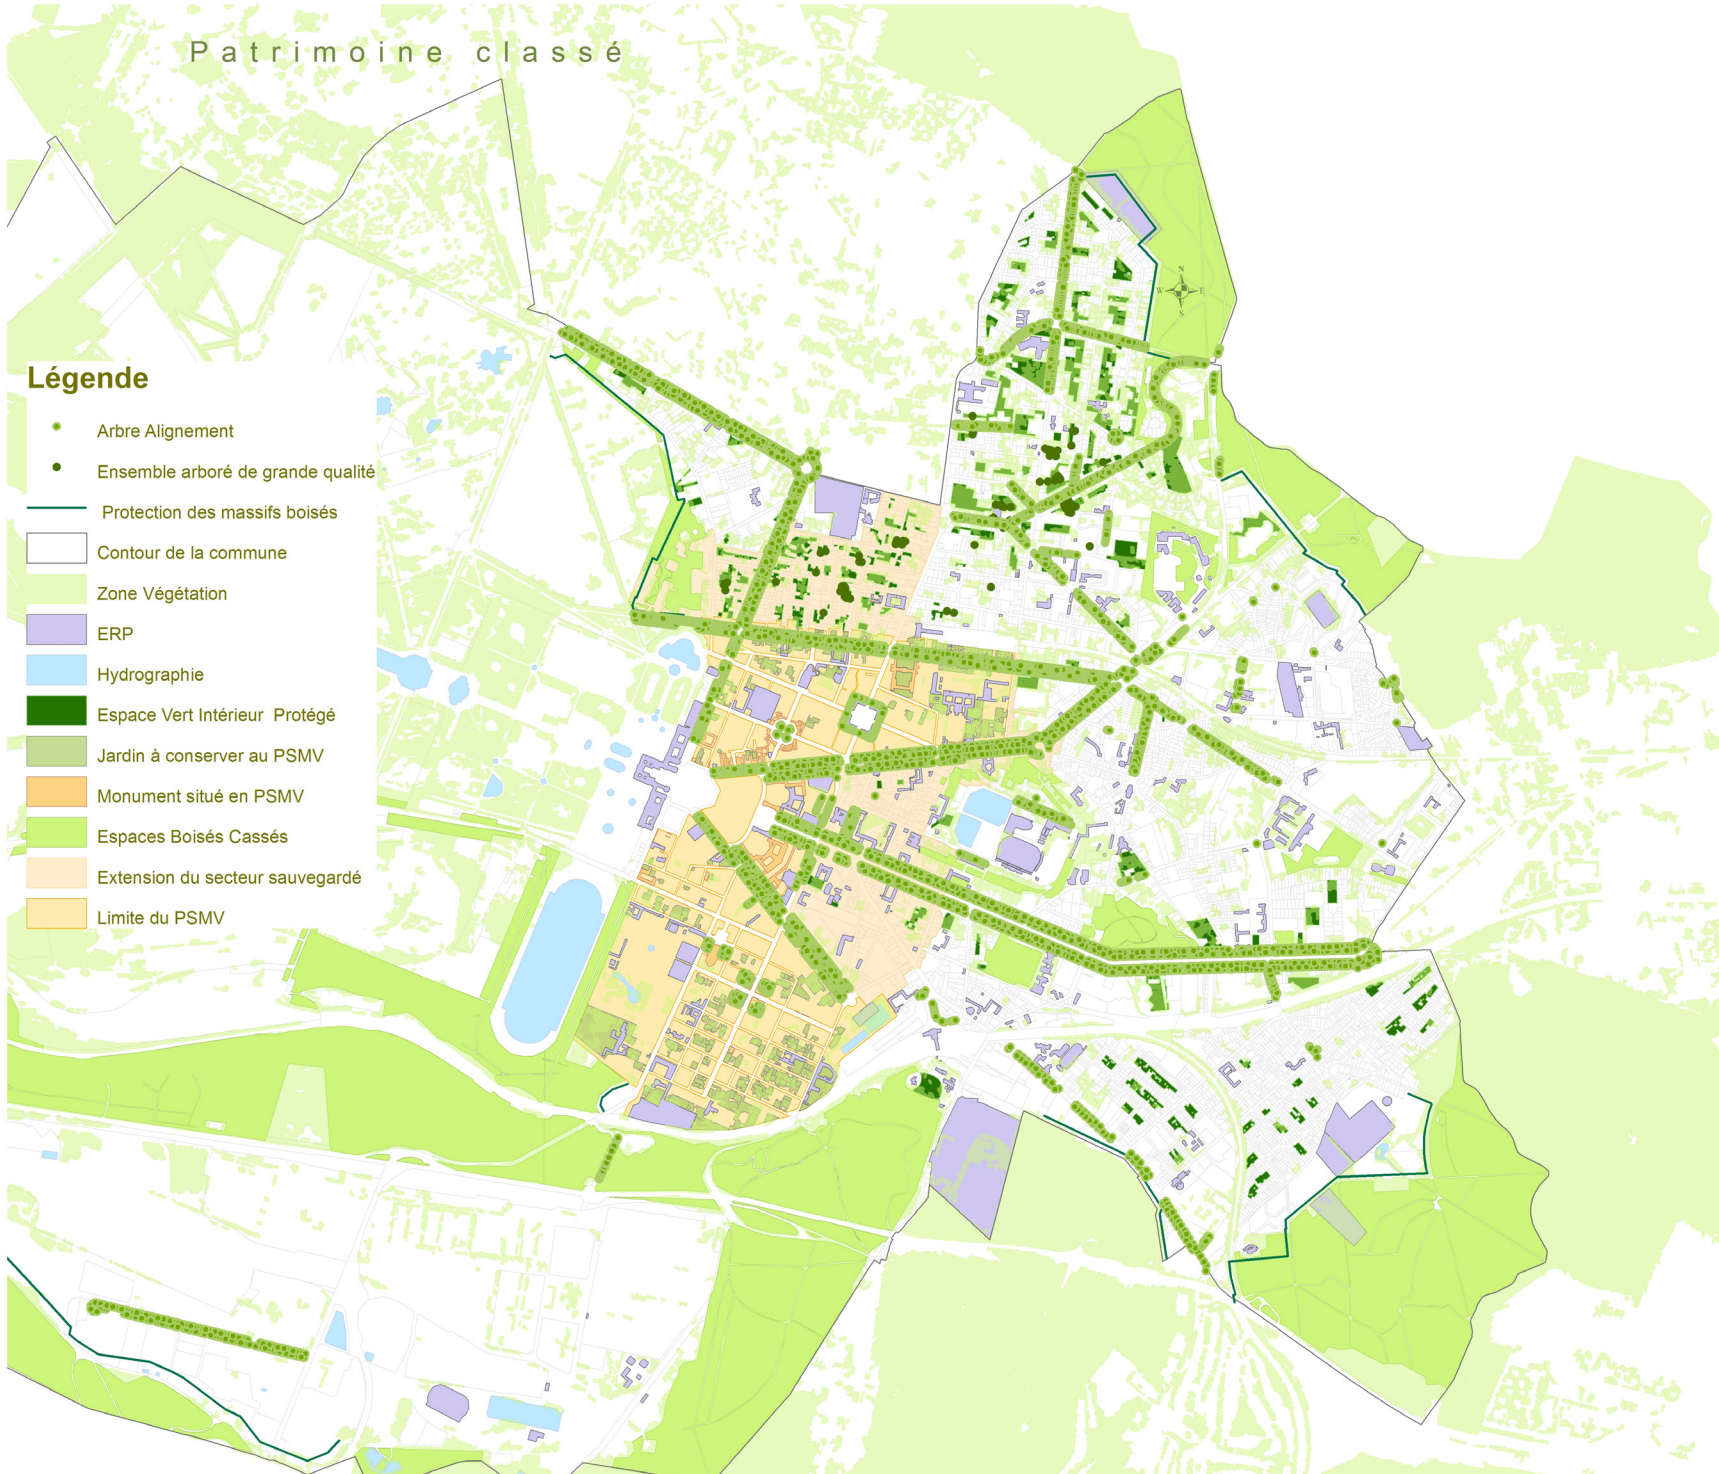 Patrimoine classé
Légende
Arbre Alignement
Ensemble arboré de grande qualité
Protection des massifs boisés
Contour de la commune
Zone Végétation
ERP
Hydrographie
Espace Vert Intérieur Protégé
Jardin à conserver au PSMV
Monument situé en PSMV
Espaces Boisés Cassés
Extension du secteur sauvegardé
Limite du PSMV
N
W E
S